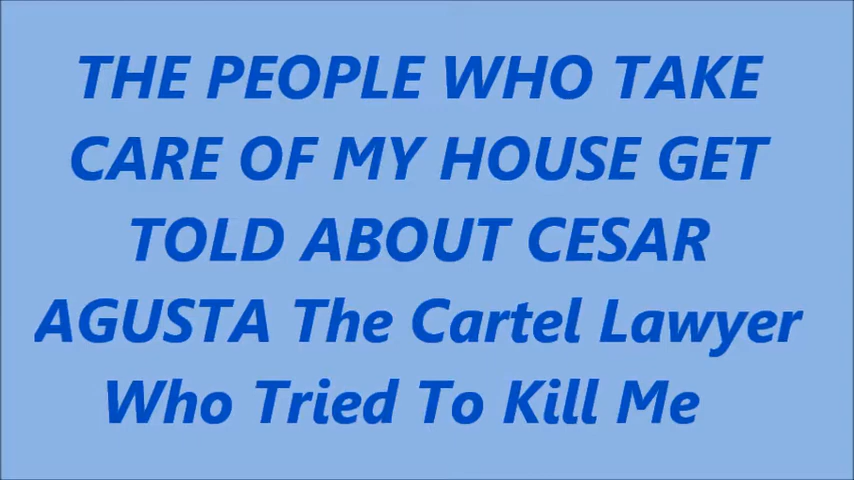 THE PEOPLE WHO TAKE
CARE OF MY HOUSE GET
TOLD ABOUT CESAR
AGUSTA The Cartel Lawyer
Who Tried To Kill Me